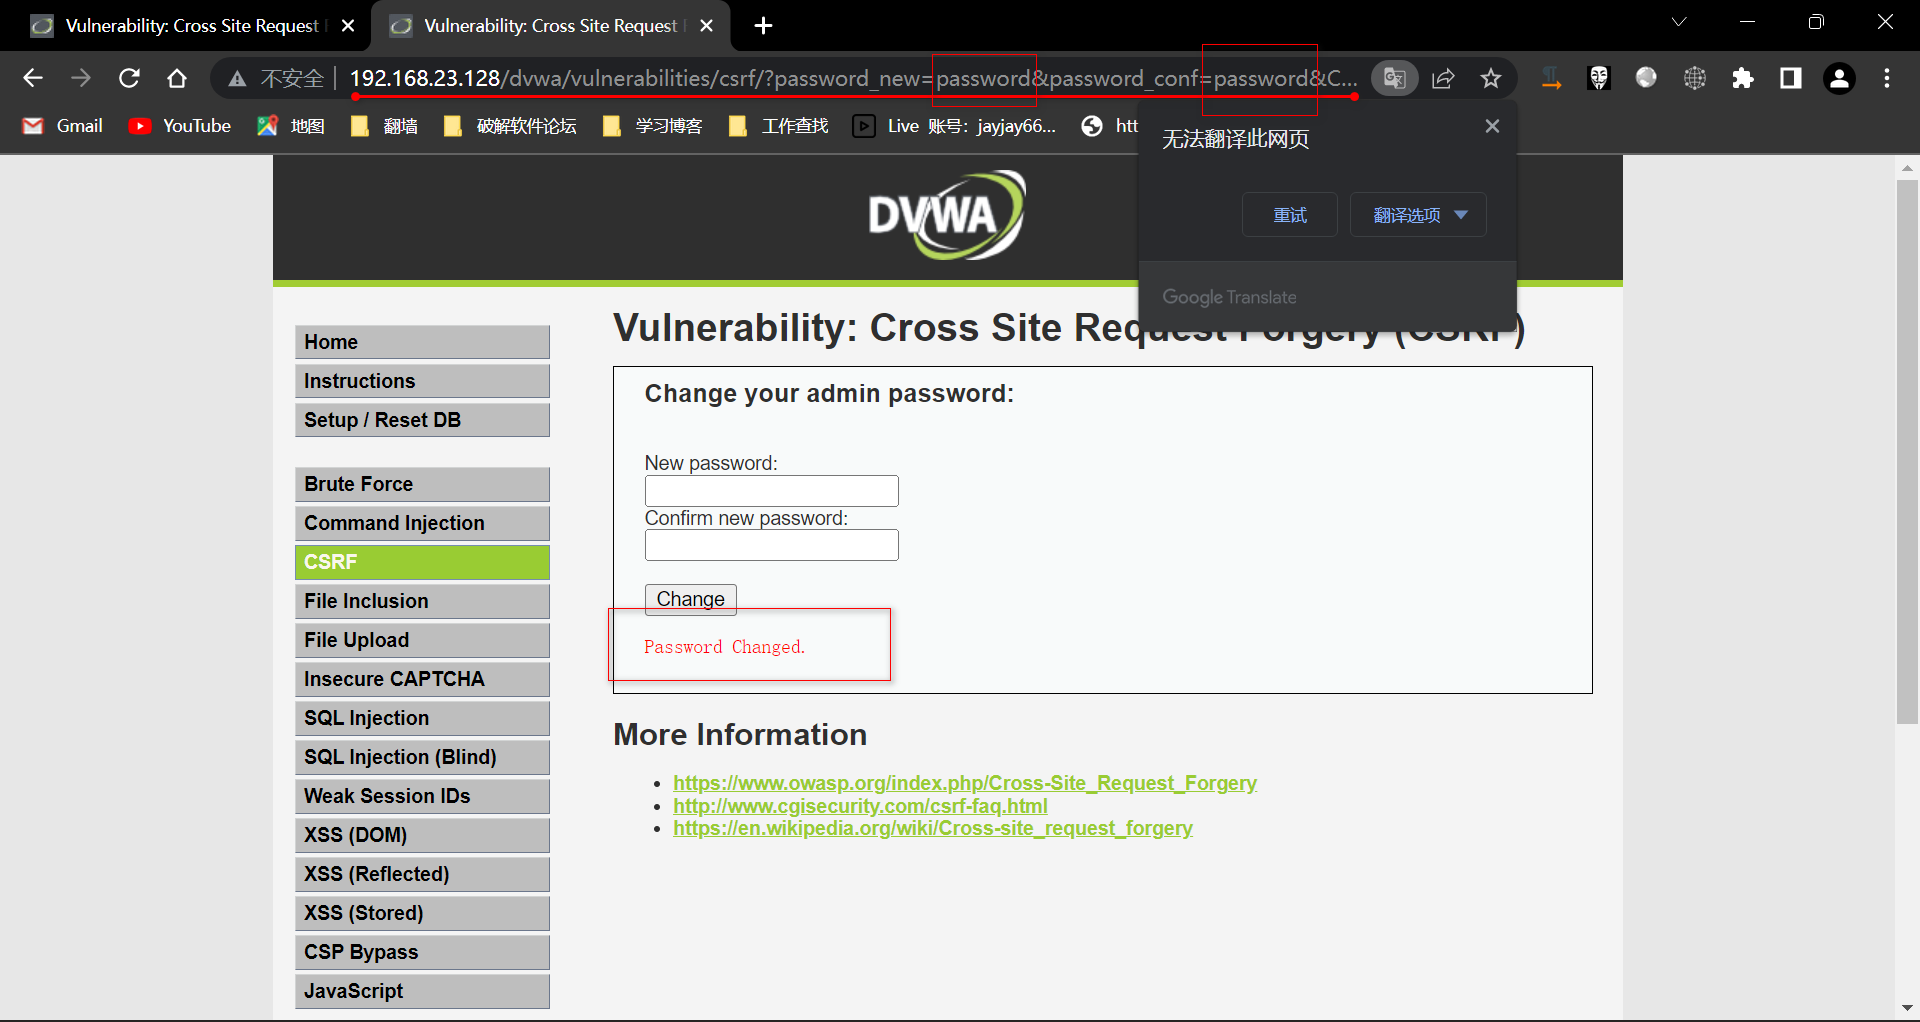 Vulnerability: Cross Site Request
Vulnerability: Cross Site Request
不安全 192.168.23.128/dvwa/vulnerabilities/csrf/?password_new=password&password_conf=password&C...
Gmail YouTube 地图 翻墙 破解软件论坛 学习博客 工作查找 Live 账号：jayjay66... htt
无法翻译此网页
重试 翻译选项
Google Translate
DVWA
Vulnerability: Cross Site Request Forgery (CSRF)
Home
Instructions
Setup / Reset DB
Brute Force
Command Injection
CSRF
File Inclusion
File Upload
Insecure CAPTCHA
SQL Injection
SQL Injection (Blind)
Weak Session IDs
XSS (DOM)
XSS (Reflected)
XSS (Stored)
CSP Bypass
JavaScript
Change your admin password:
New password:
Confirm new password:
Change
Password Changed.
More Information
https://www.owasp.org/index.php/Cross-Site_Request_Forgery
http://www.cgisecurity.com/csrf-faq.html
https://en.wikipedia.org/wiki/Cross-site_request_forgery